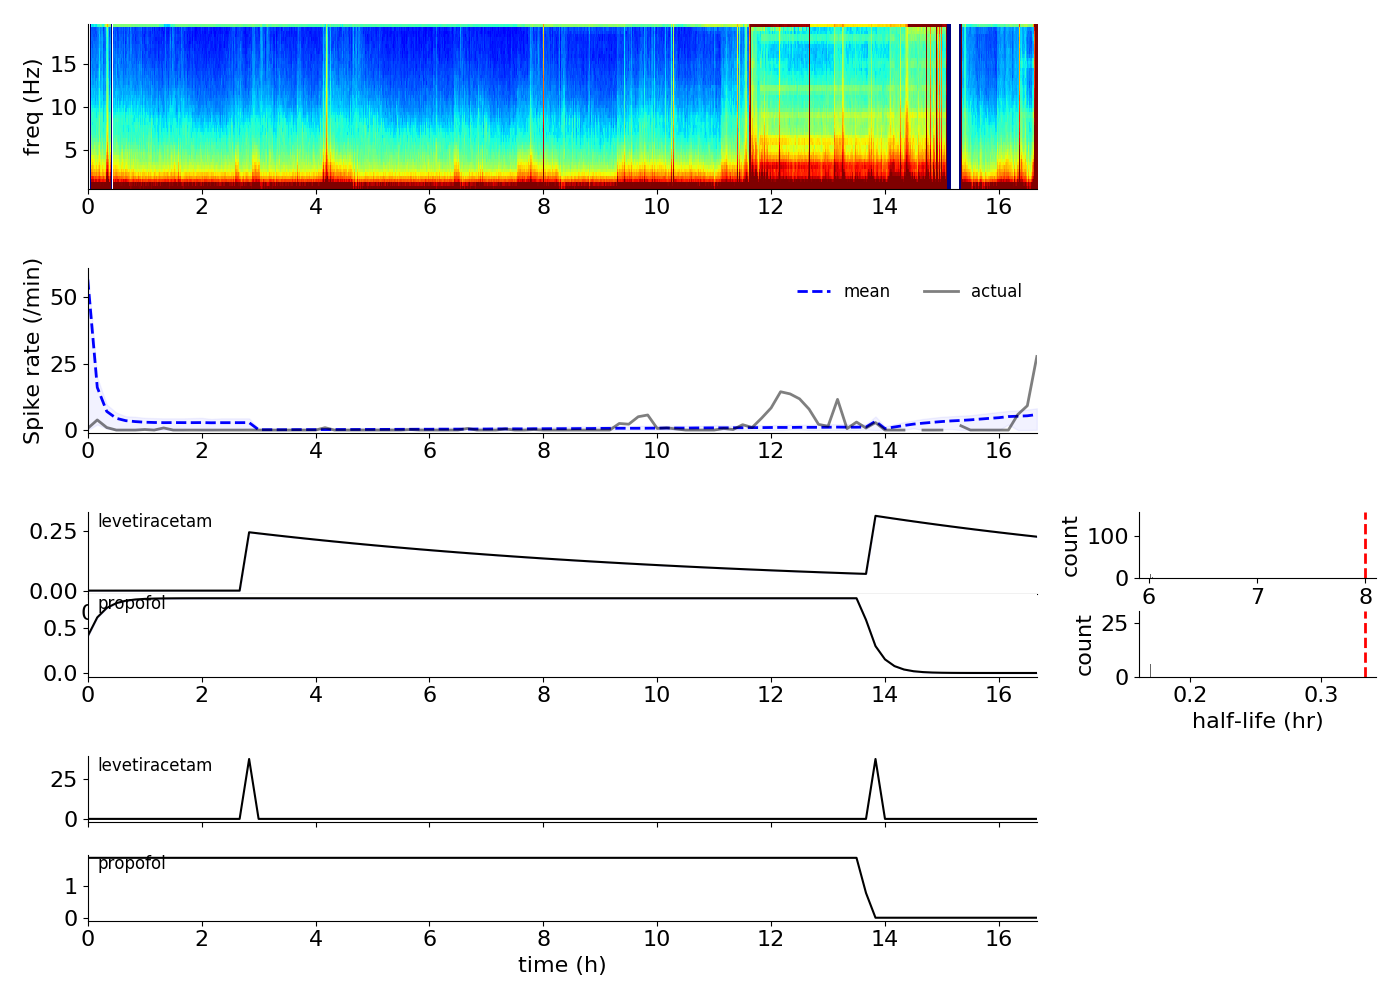 freq (Hz)
15
10
5
0 2 4 6 8 10 12 14 16
Spike rate (/min)
50
25
0
mean actual
0 2 4 6 8 10 12 14 16
levetiracetam
0.25
0.00
count
100
0
6 7 8
0
propofol
0.5
0.0
0 2 4 6 8 10 12 14 16
count
25
0
0.2 0.3
half-life (hr)
levetiracetam
25
0
propofol
1
0
0 2 4 6 8 10 12 14 16
time (h)